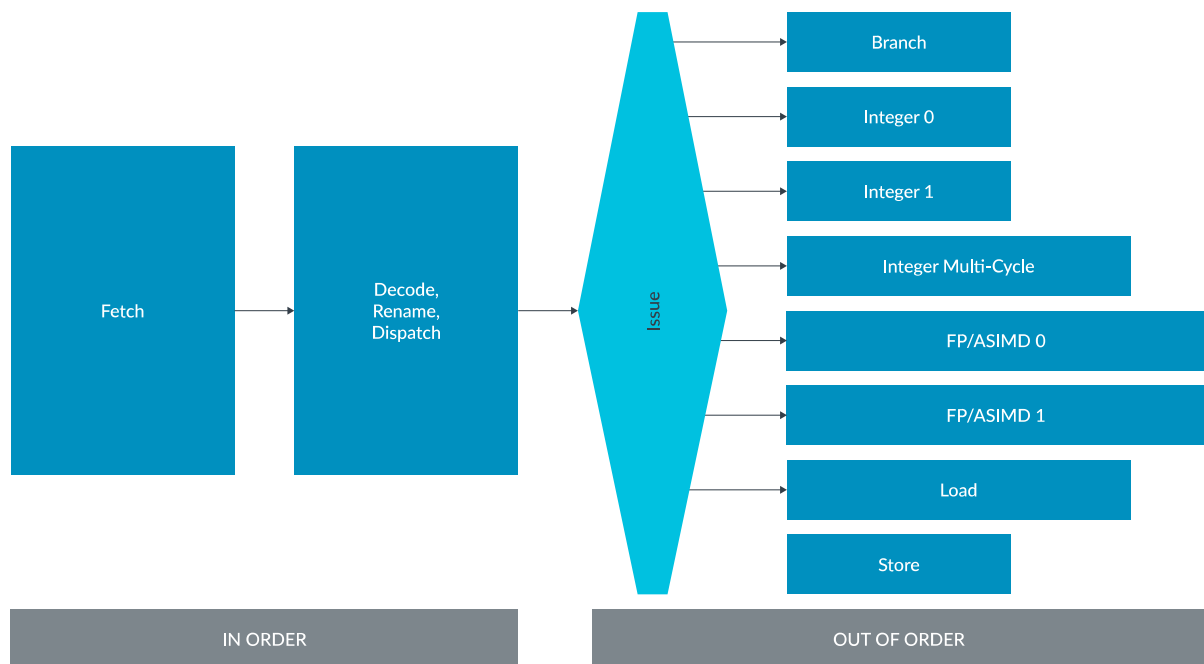 Fetch
Decode,
Rename,
Dispatch
Issue
Branch
Integer 0
Integer 1
Integer Multi-Cycle
FP/ASIMD 0
FP/ASIMD 1
Load
Store
IN ORDER
OUT OF ORDER